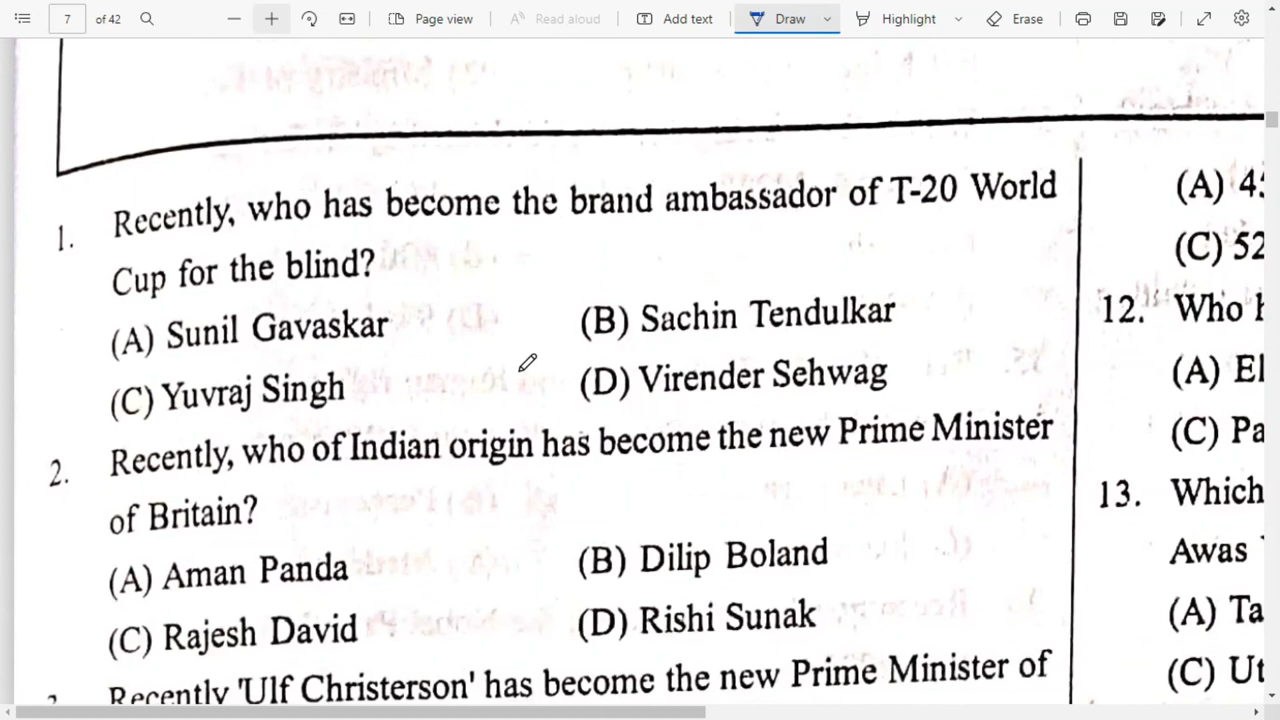 7 of 42 Page view Read aloud Add text Draw Highlight Erase
1. Recently, who has become the brand ambassador of T-20 World
Cup for the blind?
(A) Sunil Gavaskar (B) Sachin Tendulkar
(C) Yuvraj Singh (D) Virender Sehwag
2. Recently, who of Indian origin has become the new Prime Minister
of Britain?
(A) Aman Panda (B) Dilip Boland
(C) Rajesh David (D) Rishi Sunak
Recently 'Ulf Christerson' has become the new Prime Minister of
(A)
(C) 52
12. Who
(A)
(C) Pa
13. Which
Awas
(A) Ta
(C) Ut